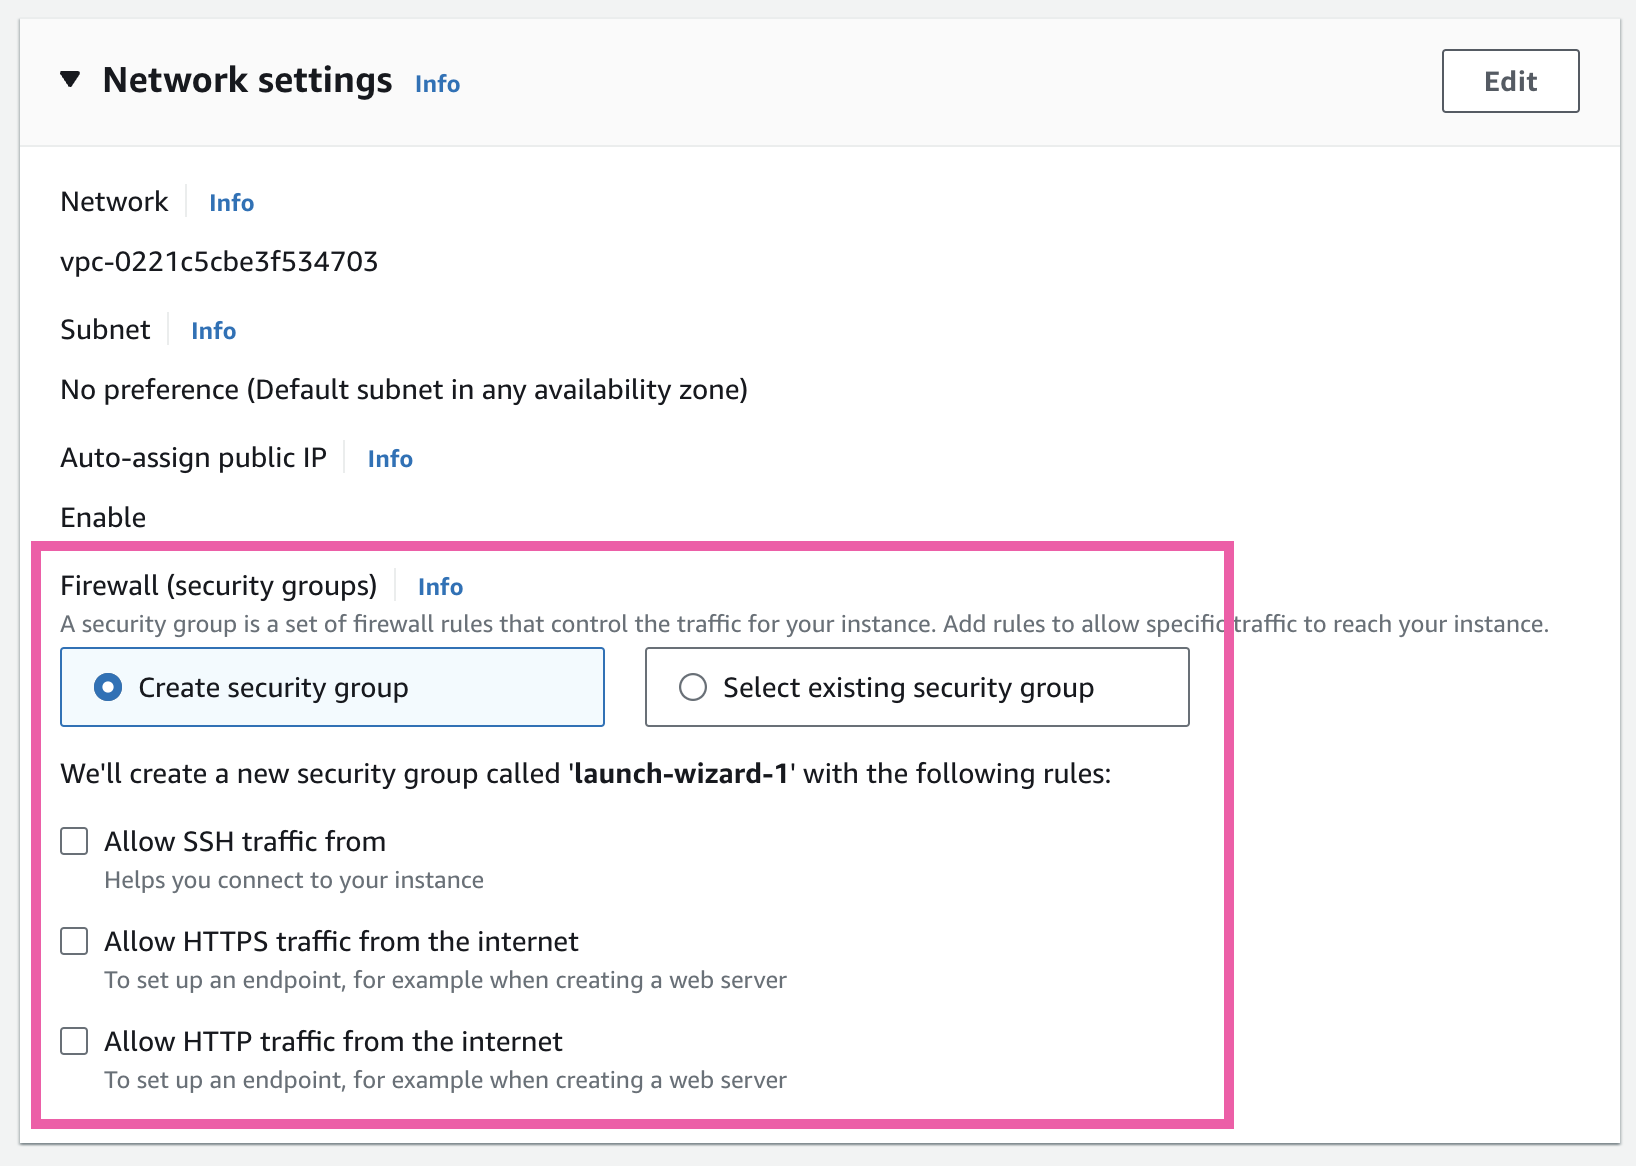 Network settings Info
Edit
Network Info
vpc-0221c5cbe3f534703
Subnet Info
No preference (Default subnet in any availability zone)
Auto-assign public IP Info
Enable
Firewall (security groups) Info
A security group is a set of firewall rules that control the traffic for your instance. Add rules to allow specific traffic to reach your instance.
Create security group
Select existing security group
We'll create a new security group called 'launch-wizard-1' with the following rules:
Allow SSH traffic from
Helps you connect to your instance
Allow HTTPS traffic from the internet
To set up an endpoint, for example when creating a web server
Allow HTTP traffic from the internet
To set up an endpoint, for example when creating a web server